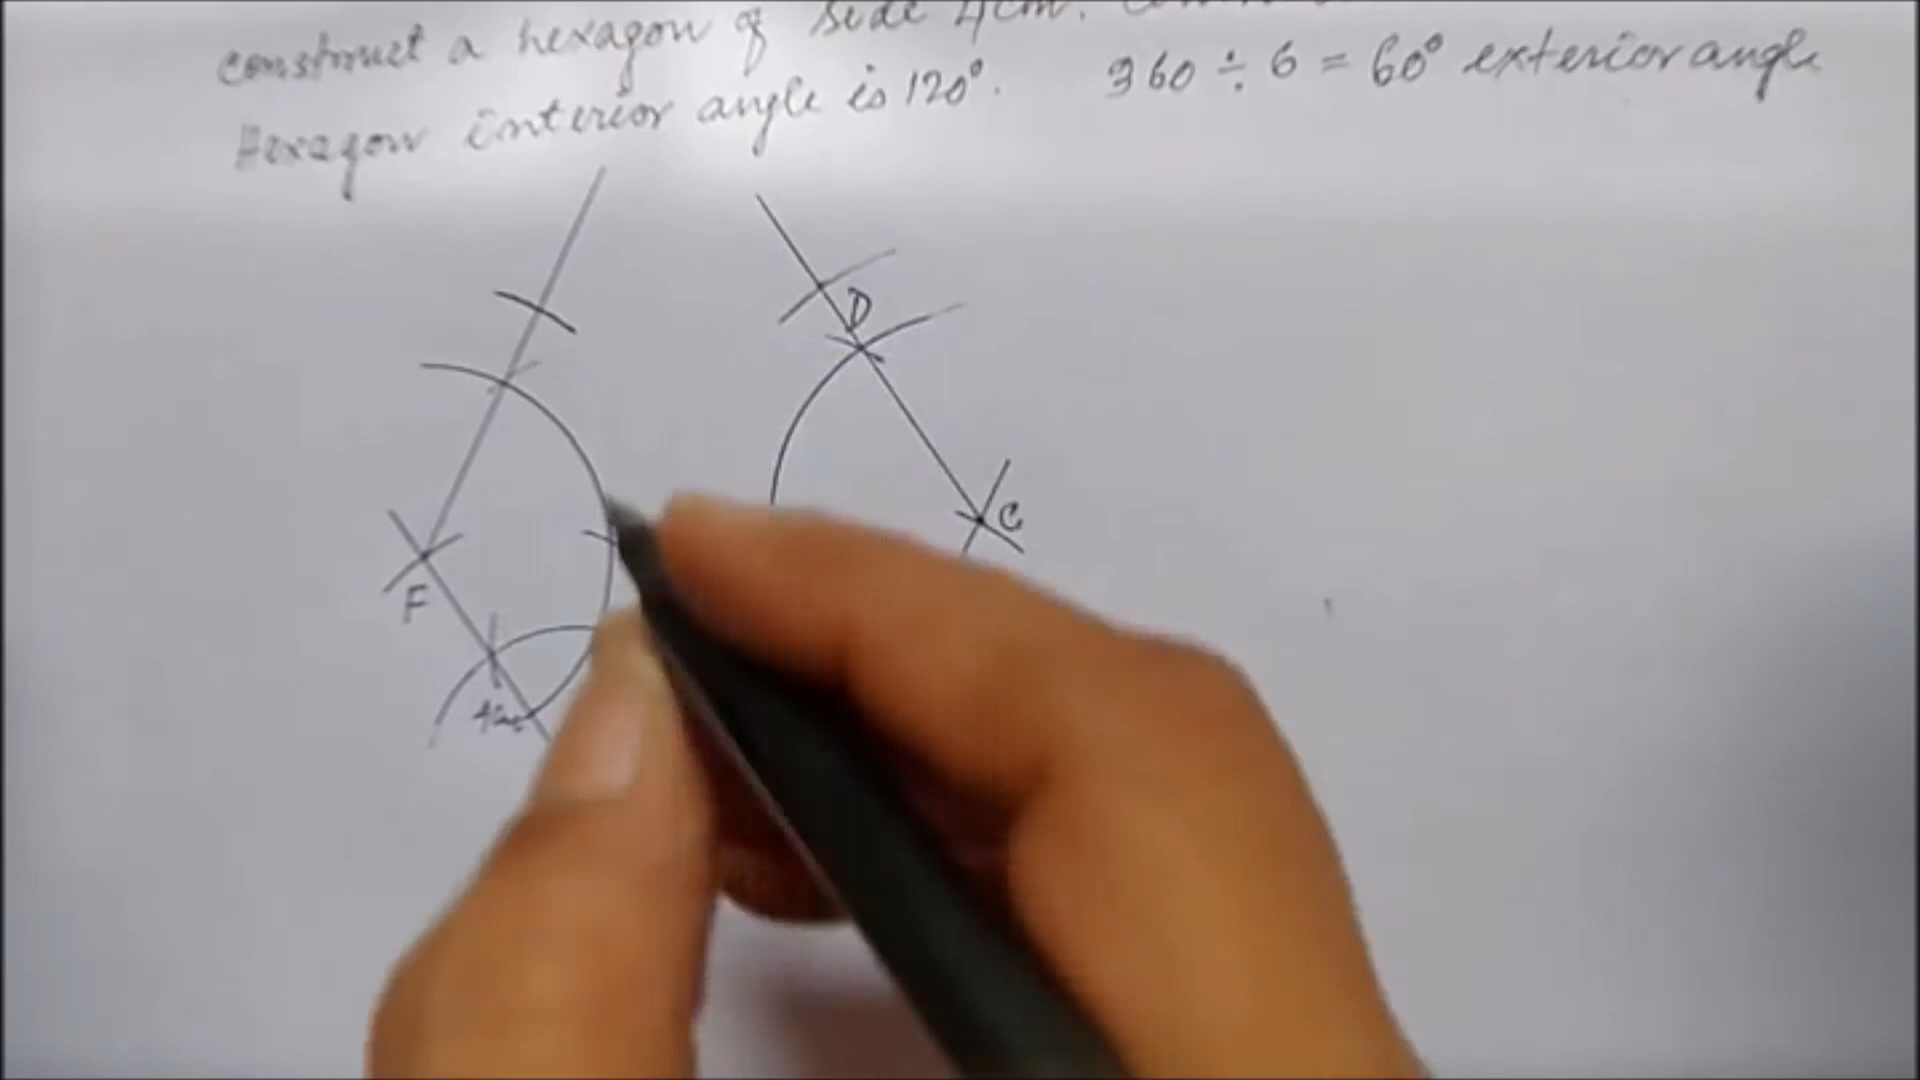 construct a hexagon of side 4cm.
Hexagon interior angle is 120°. 360 ÷ 6 = 60° exterior angle
D
C
F